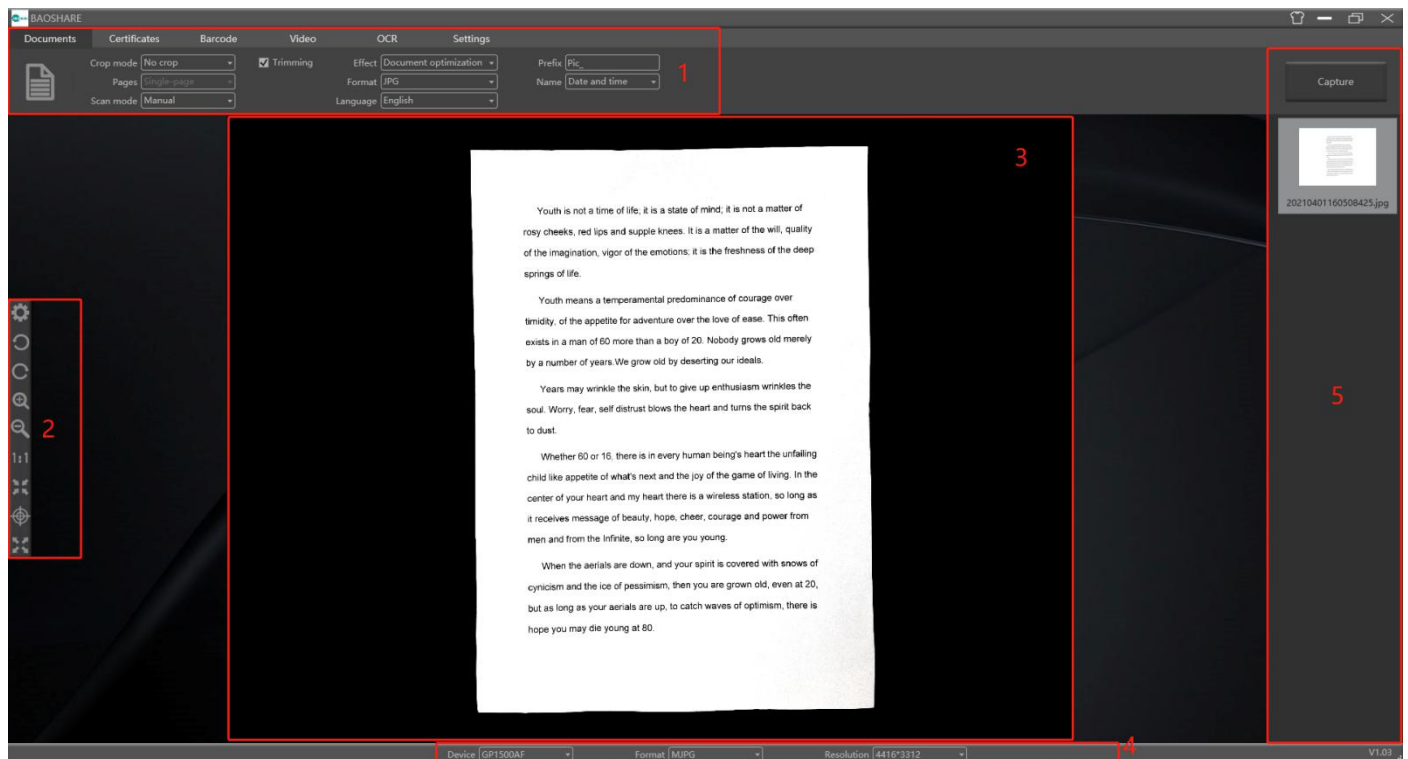 BAOSHARE
Documents Certificates Barcode Video OCR Settings
Crop mode No crop Trimming Effect Document optimization Prefix Pic_
Pages Single-page Format JPG Name Date and time
Scan mode Manual Language English
1
Capture
20210401160508425.jpg
3
Youth is not a time of life; it is a state of mind; it is not a matter of
rosy cheeks, red lips and supple knees. It is a matter of the will, quality
of the imagination, vigor of the emotions; it is the freshness of the deep
springs of life.
Youth means a temperamental predominance of courage over
timidity, of the appetite for adventure over the love of ease. This often
exists in a man of 60 more than a boy of 20. Nobody grows old merely
by a number of years.We grow old by deserting our ideals.
Years may wrinkle the skin, but to give up enthusiasm wrinkles the
soul. Worry, fear, self distrust blows the heart and turns the spirit back
to dust.
Whether 60 or 16, there is in every human being's heart the unfailing
child like appetite of what's next and the joy of the game of living. In the
center of your heart and my heart there is a wireless station, so long as
it receives message of beauty, hope, cheer, courage and power from
men and from the Infinite, so long are you young.
When the aerials are down, and your spirit is covered with snows of
cynicism and the ice of pessimism, then you are grown old, even at 20,
but as long as your aerials are up, to catch waves of optimism, there is
hope you may die young at 80.
1:1
2
5
Device GP1500AF Format MJPG Resolution 4416*3312
4
V1.03